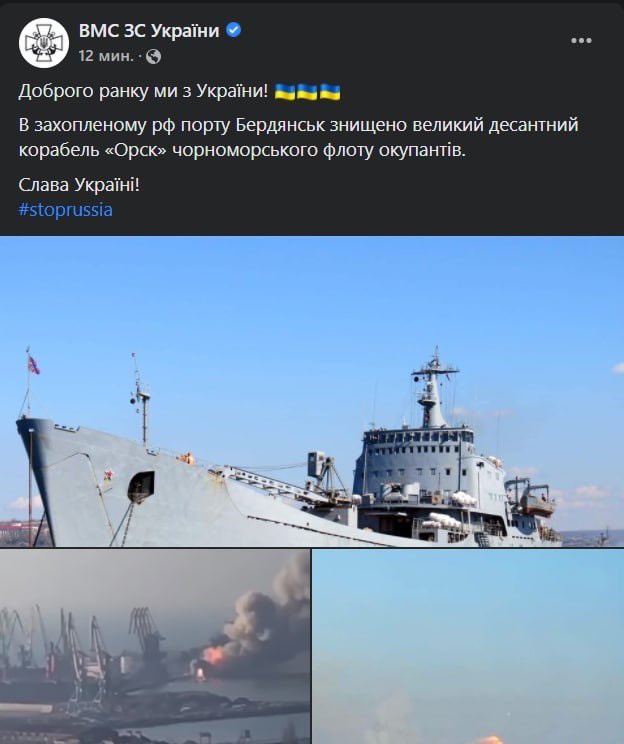 ВМС ЗС України
12 мин. ·
Доброго ранку ми з України! 🇺🇦🇺🇦🇺🇦
В захопленому рф порту Бердянськ знищено великий десантний
корабель «Орск» чорноморського флоту окупантів.
Слава Україні!
#stoprussia